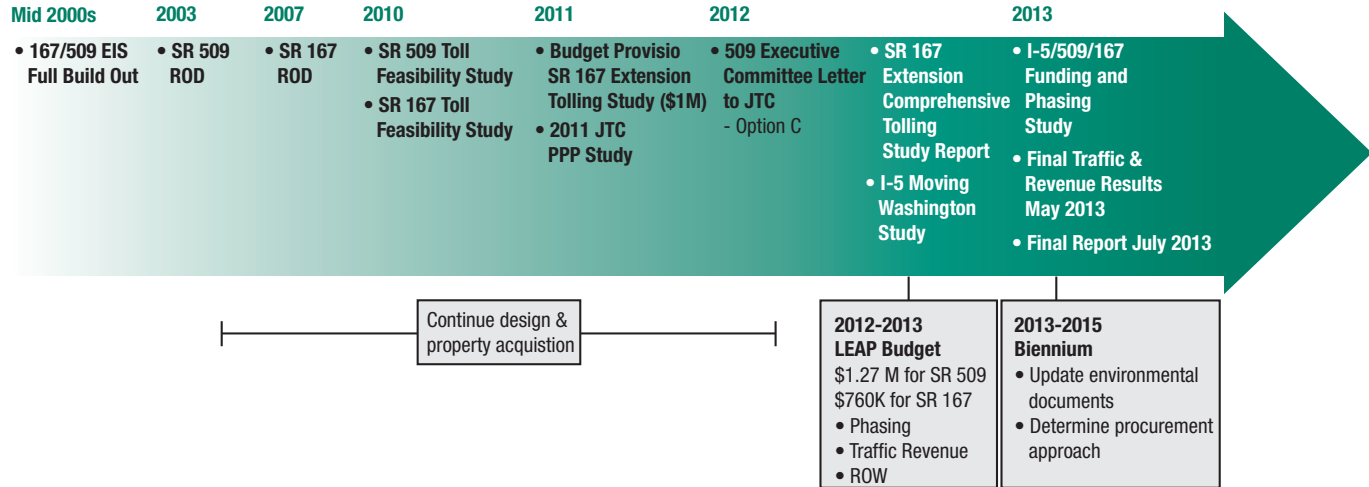 Mid 2000s
• 167/509 EIS
Full Build Out
2003
• SR 509
ROD
2007
• SR 167
ROD
2010
• SR 509 Toll
Feasibility Study
• SR 167 Toll
Feasibility Study
2011
• Budget Provisio
SR 167 Extension
Tolling Study ($1M)
• 2011 JTC
PPP Study
2012
• 509 Executive
Committee Letter
to JTC
- Option C
• SR 167
Extension
Comprehensive
Tolling
Study Report
• I-5 Moving
Washington
Study
2013
• I-5/509/167
Funding and
Phasing
Study
• Final Traffic &
Revenue Results
May 2013
• Final Report July 2013
Continue design &
property acquistion
2012-2013
LEAP Budget
$1.27 M for SR 509
$760K for SR 167
• Phasing
• Traffic Revenue
• ROW
2013-2015
Biennium
• Update environmental
documents
• Determine procurement
approach